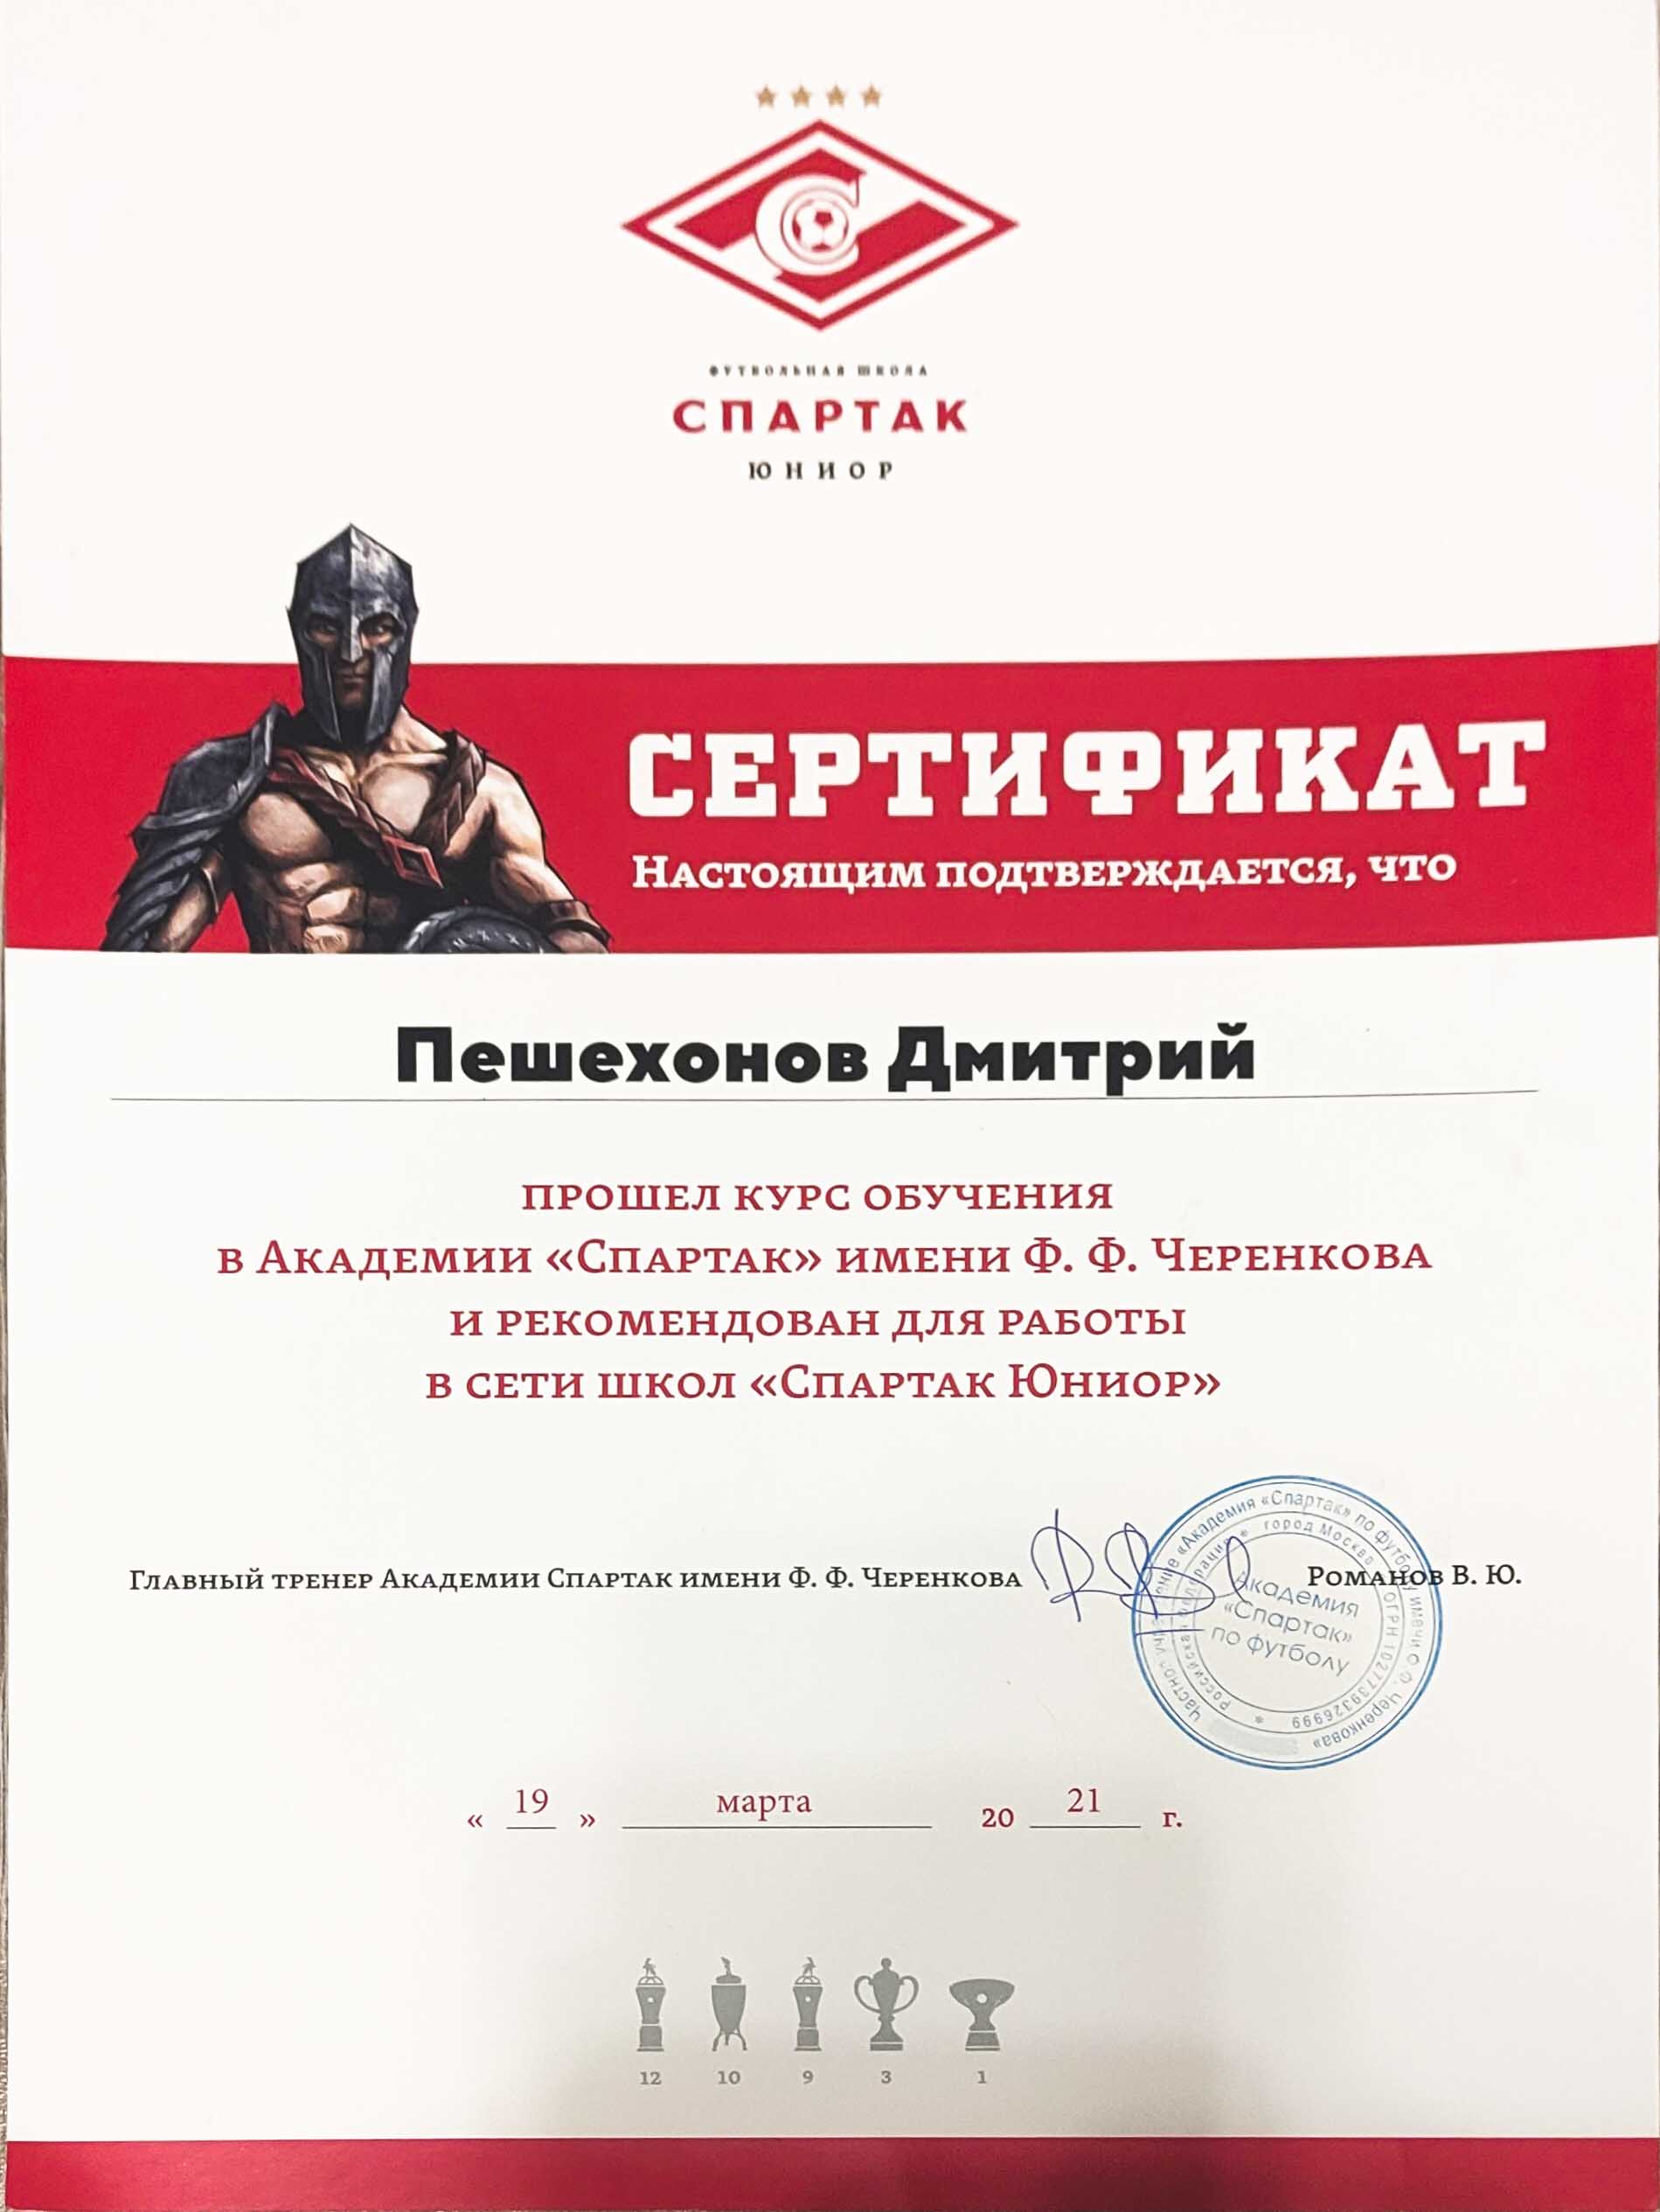 ФУТБОЛЬНАЯ ШКОЛА
СПАРТАК
ЮНИОР
СЕРТИФИКАТ
Настоящим подтверждается, что
Пешехонов Дмитрий
прошел курс обучения
в Академии «Спартак» имени Ф. Ф. Черенкова
и рекомендован для работы
в сети школ «Спартак Юниор»
Главный тренер Академии Спартак имени Ф. Ф. Черенкова
Романов В. Ю.
Частное учреждение «Академия «Спартак» по футболу имени Ф.Ф. Черенкова»
Российская Федерация * город Москва * ОГРН 1027739326999 *
Академия
«Спартак»
по футболу
« 19 » марта 20 21 г.
12 10 9 3 1